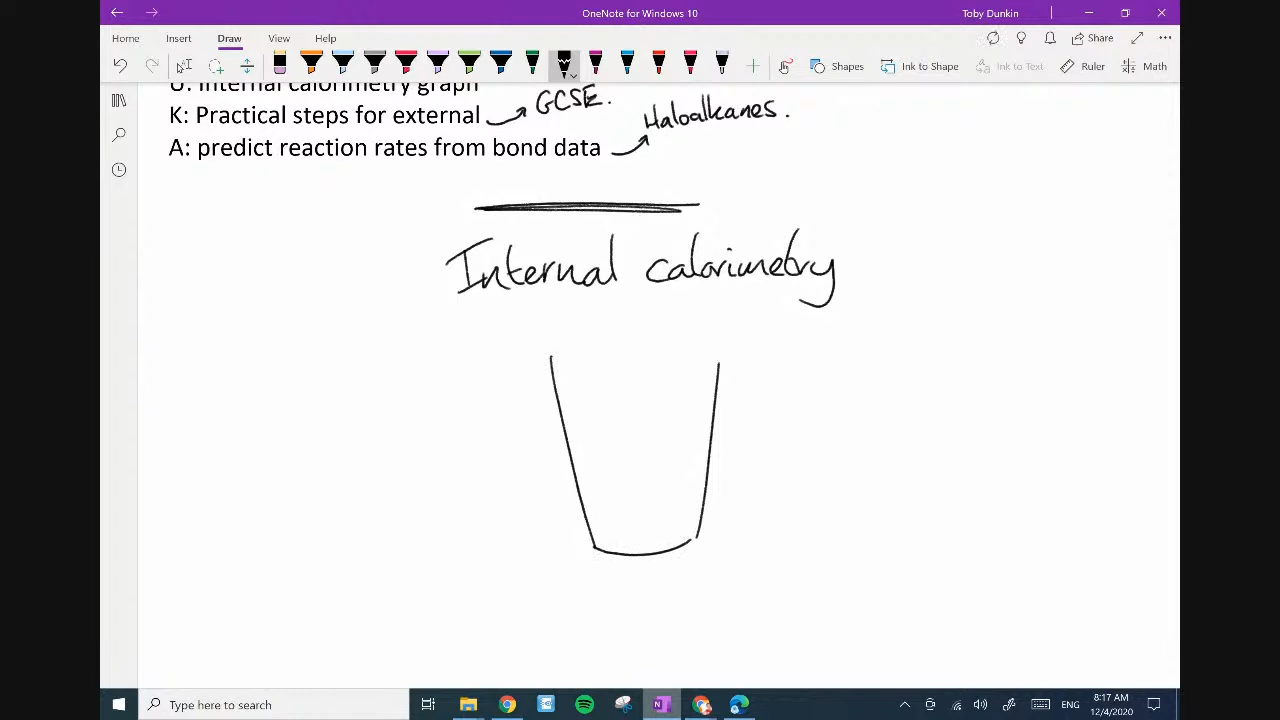 OneNote for Windows 10
Toby Dunkin
Home Insert Draw View Help
Share
Shapes Ink to Shape Ink to Text Ruler Math
U: Internal calorimetry graph
K: Practical steps for external → GCSE.
A: predict reaction rates from bond data → Haloalkanes.
Internal calorimetry
Type here to search
ENG
8:17 AM
12/4/2020